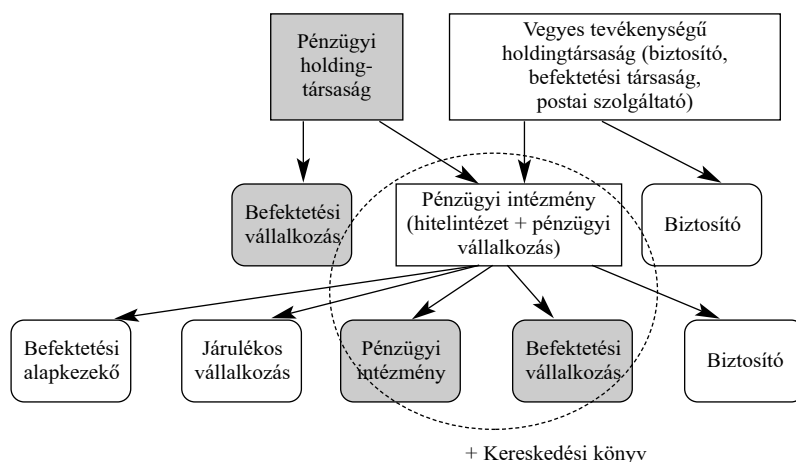 Pénzügyi
holding-
társaság
Vegyes tevékenységű
holdingtársaság (biztosító,
befektetési társaság,
postai szolgáltató)
Befektetési
vállalkozás
Pénzügyi intézmény
(hitelintézet + pénzügyi
vállalkozás)
Biztosító
Befektetési
alapkezekő
Járulékos
vállalkozás
Pénzügyi
intézmény
Befektetési
vállalkozás
Biztosító
+ Kereskedési könyv